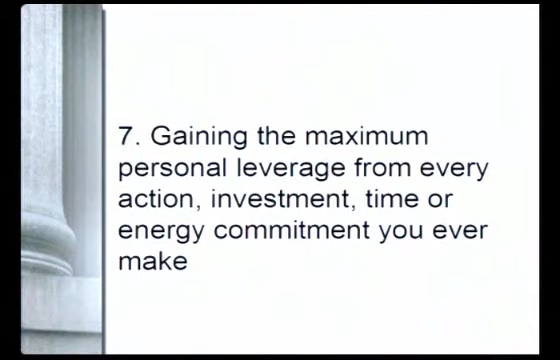 7. Gaining the maximum
personal leverage from every
action, investment, time or
energy commitment you ever
make